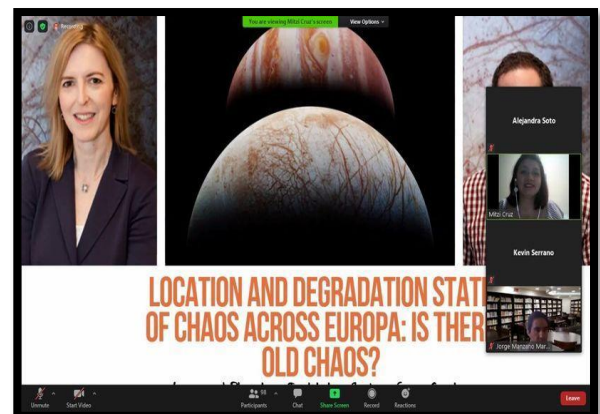 Recording
You are viewing Mitzi Cruz's screen View Options
Alejandra Soto
Mitzi Cruz
Kevin Serrano
Jorge Manzano Mar...
LOCATION AND DEGRADATION STAT
OF CHAOS ACROSS EUROPA: IS THER
OLD CHAOS?
98
Unmute Start Video Participants Chat Share Screen Record Reactions Leave